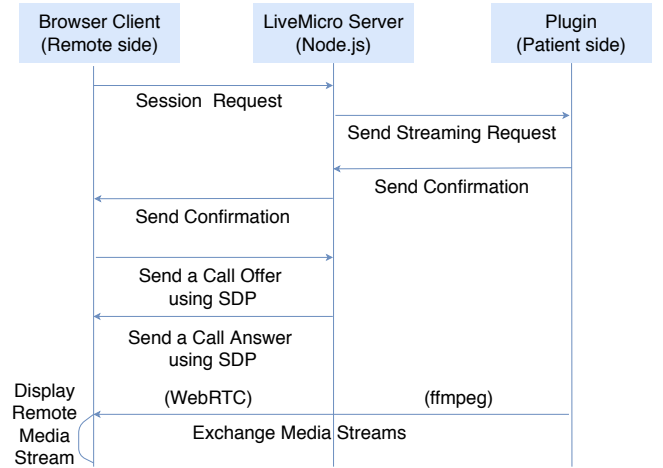 Browser Client
(Remote side)
LiveMicro Server
(Node.js)
Plugin
(Patient side)
Session Request
Send Streaming Request
Send Confirmation
Send Confirmation
Send a Call Offer
using SDP
Send a Call Answer
using SDP
Display
Remote
Media
Stream
(WebRTC)
(ffmpeg)
Exchange Media Streams